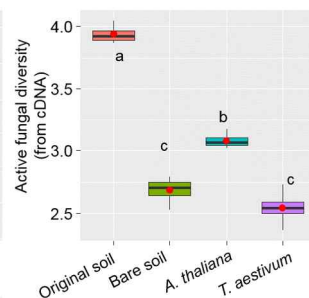 Active fungal diversity
(from cDNA)
4.0
3.5
3.0
2.5
a
c
b
c
Original soil
Bare soil
A. thaliana
T. aestivum